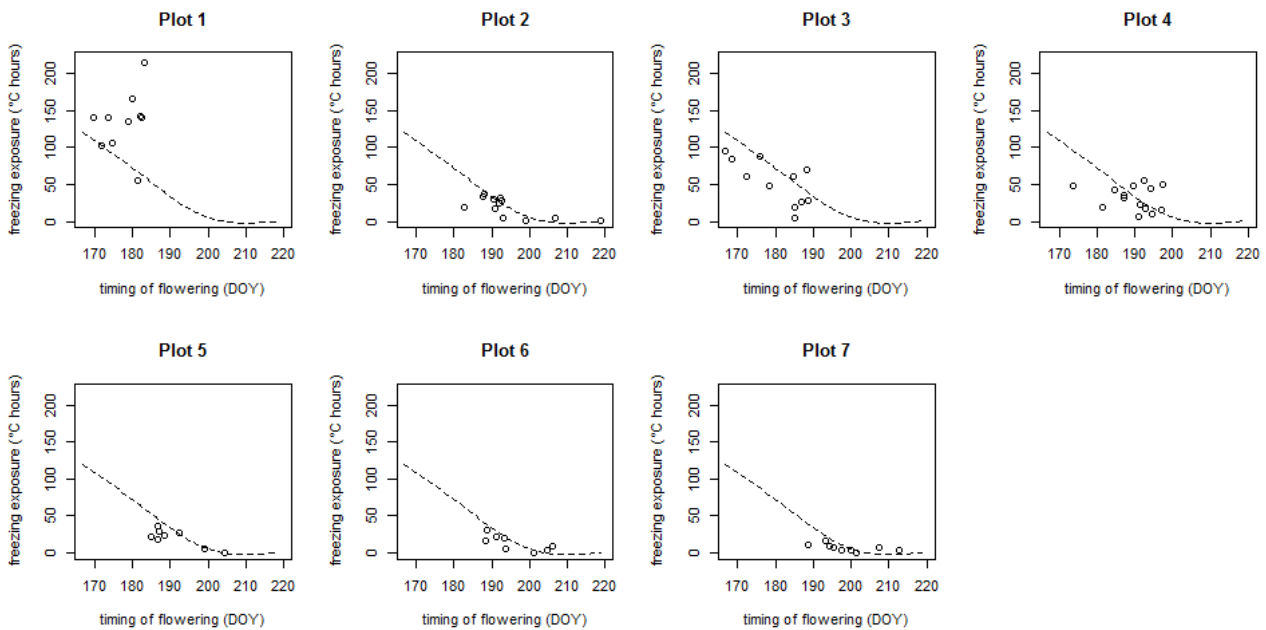 Plot 1
Plot 2
Plot 3
Plot 4
freezing exposure (°C hours)
0 50 100 150 200
170 180 190 200 210 220
timing of flowering (DOY)
freezing exposure (°C hours)
0 50 100 150 200
170 180 190 200 210 220
timing of flowering (DOY)
freezing exposure (°C hours)
0 50 100 150 200
170 180 190 200 210 220
timing of flowering (DOY)
freezing exposure (°C hours)
0 50 100 150 200
170 180 190 200 210 220
timing of flowering (DOY)
Plot 5
Plot 6
Plot 7
freezing exposure (°C hours)
0 50 100 150 200
170 180 190 200 210 220
timing of flowering (DOY)
freezing exposure (°C hours)
0 50 100 150 200
170 180 190 200 210 220
timing of flowering (DOY)
freezing exposure (°C hours)
0 50 100 150 200
170 180 190 200 210 220
timing of flowering (DOY)